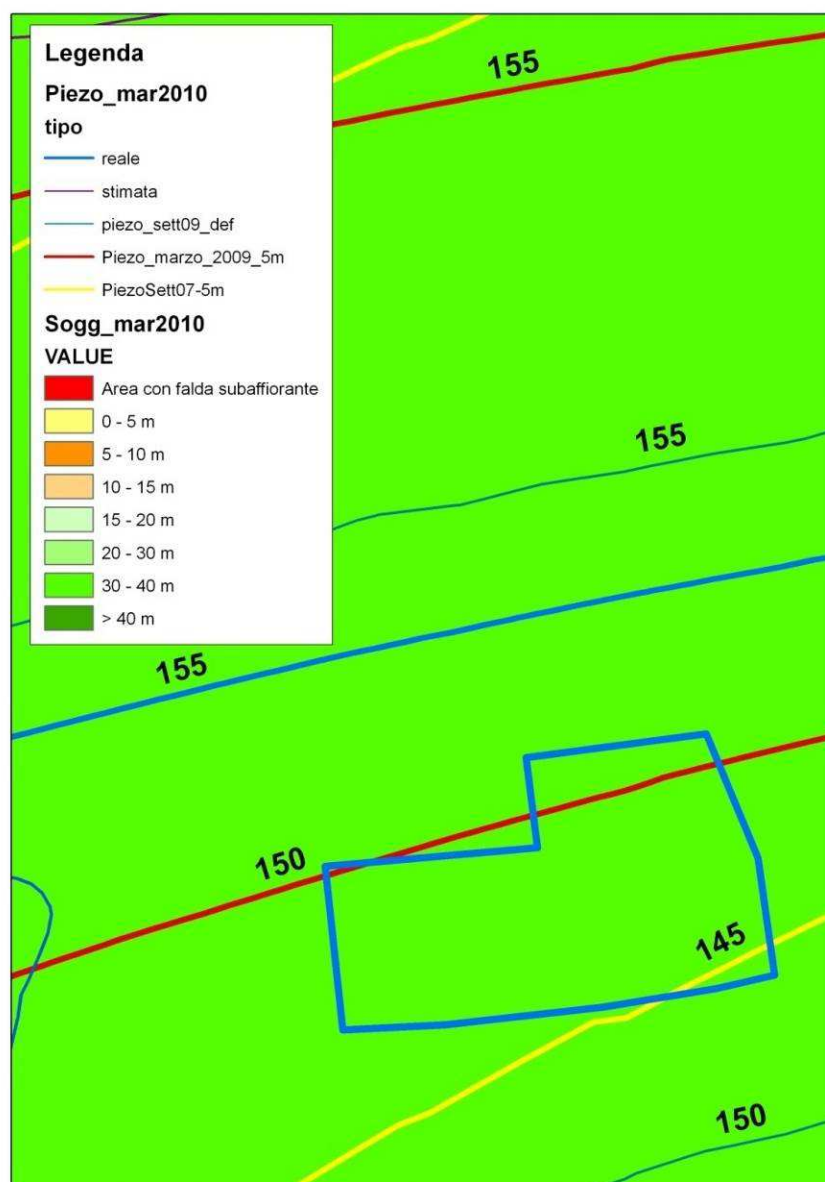 Legenda
Piezo_mar2010
tipo
reale
stimata
piezo_sett09_def
Piezo_marzo_2009_5m
PiezoSett07-5m
Sogg_mar2010
VALUE
Area con falda subaffiorante
0 - 5 m
5 - 10 m
10 - 15 m
15 - 20 m
20 - 30 m
30 - 40 m
> 40 m
155
155
155
150
145
150